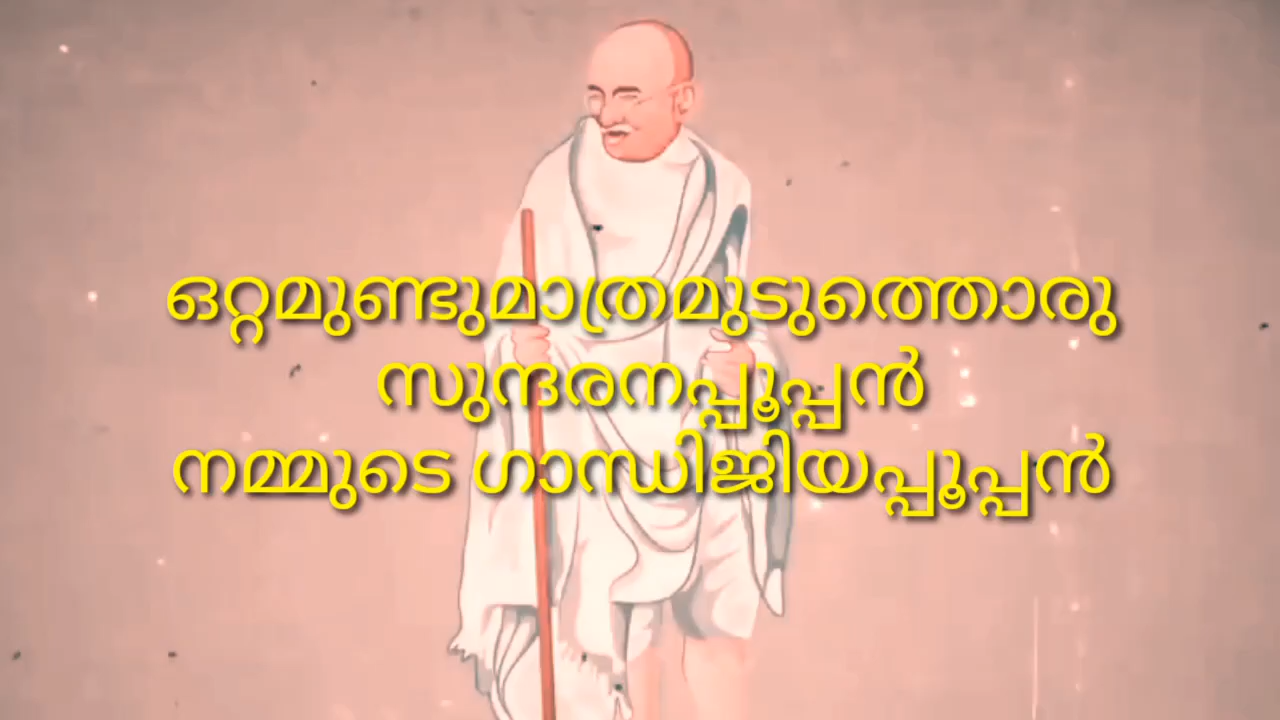 ഒറ്റമുണ്ടുമാത്രമുടുത്തൊരു
സുന്ദരനപ്പൂപ്പൻ
നമ്മുടെ ഗാന്ധിജിയപ്പൂപ്പൻ